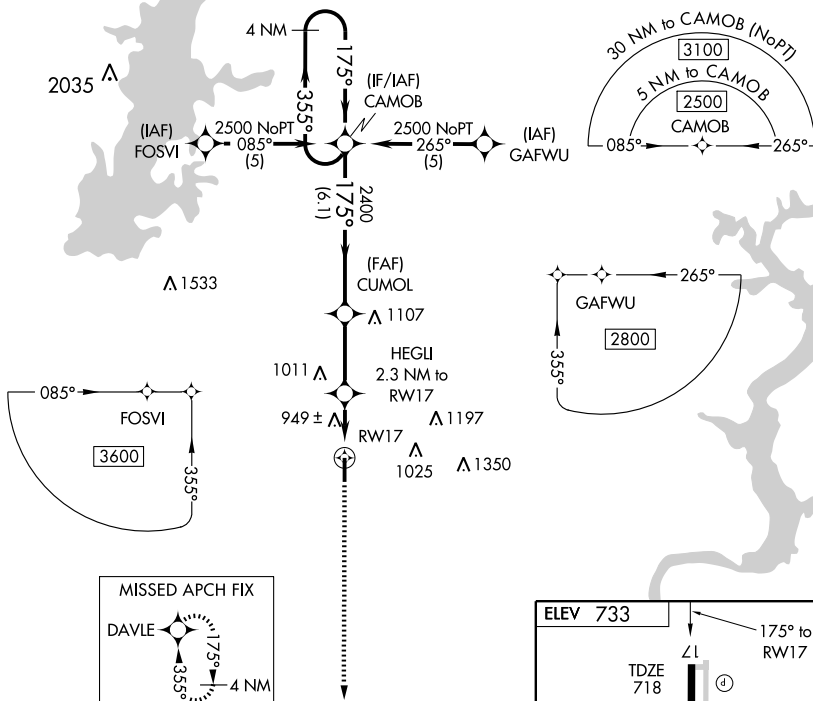 4 NM
175°
355°
(IF/IAF)
CAMOB
2035
(IAF)
FOSVI
2500 NoPT
085°
(5)
2500 NoPT
265°
(5)
(IAF)
GAFWU
30 NM to CAMOB (NoPT)
3100
5 NM to CAMOB
2500
CAMOB
085°
265°
2400
175°
(6.1)
1533
(FAF)
CUMOL
1107
1011
HEGLI
2.3 NM to
RW17
949 ±
RW17
1197
1025
1350
265°
GAFWU
2800
355°
085°
FOSVI
3600
355°
MISSED APCH FIX
DAVLE
175°
355°
4 NM
ELEV 733
175° to
RW17
17
TDZE
718
P